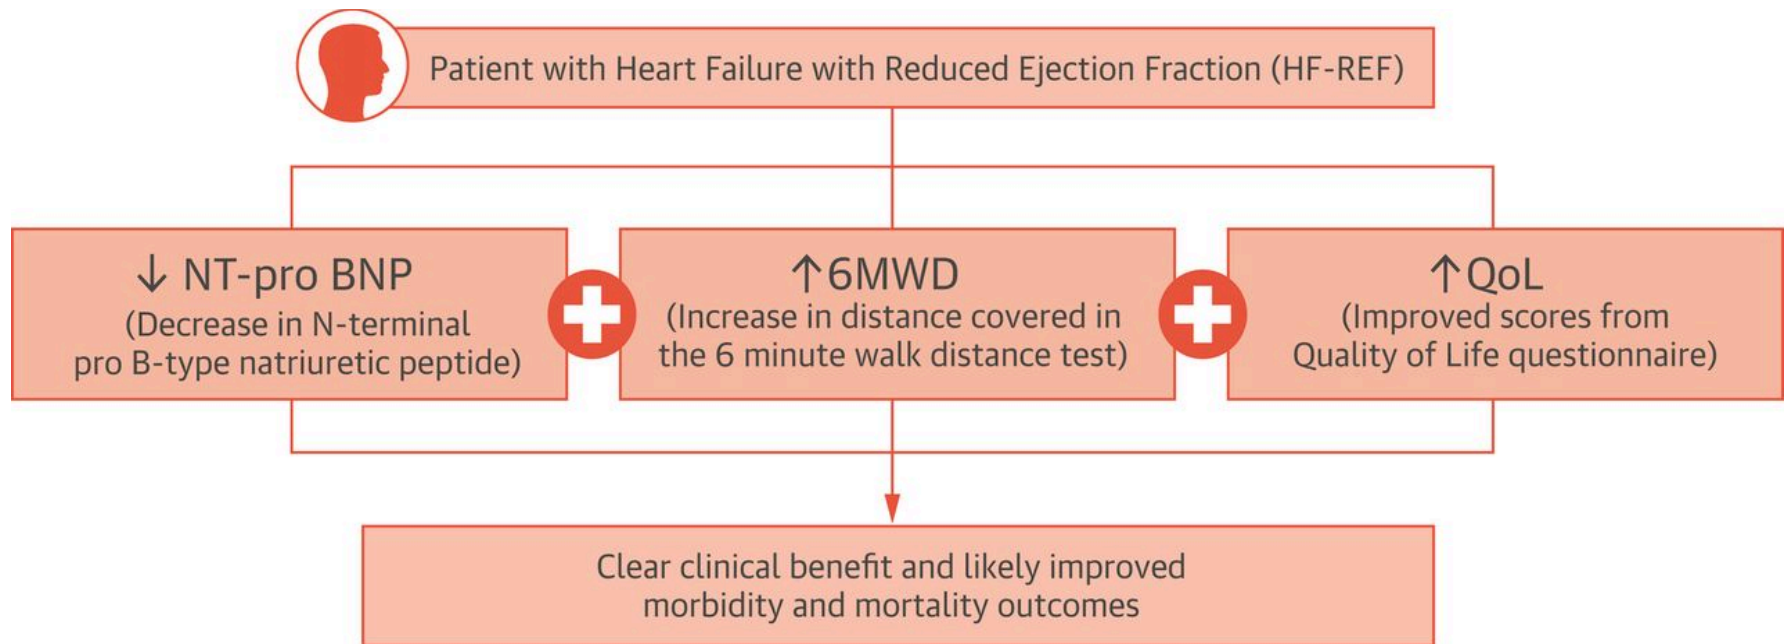 Patient with Heart Failure with Reduced Ejection Fraction (HF-REF)
↓ NT-pro BNP
(Decrease in N-terminal
pro B-type natriuretic peptide)
↑6MWD
(Increase in distance covered in
the 6 minute walk distance test)
↑QoL
(Improved scores from
Quality of Life questionnaire)
Clear clinical benefit and likely improved
morbidity and mortality outcomes